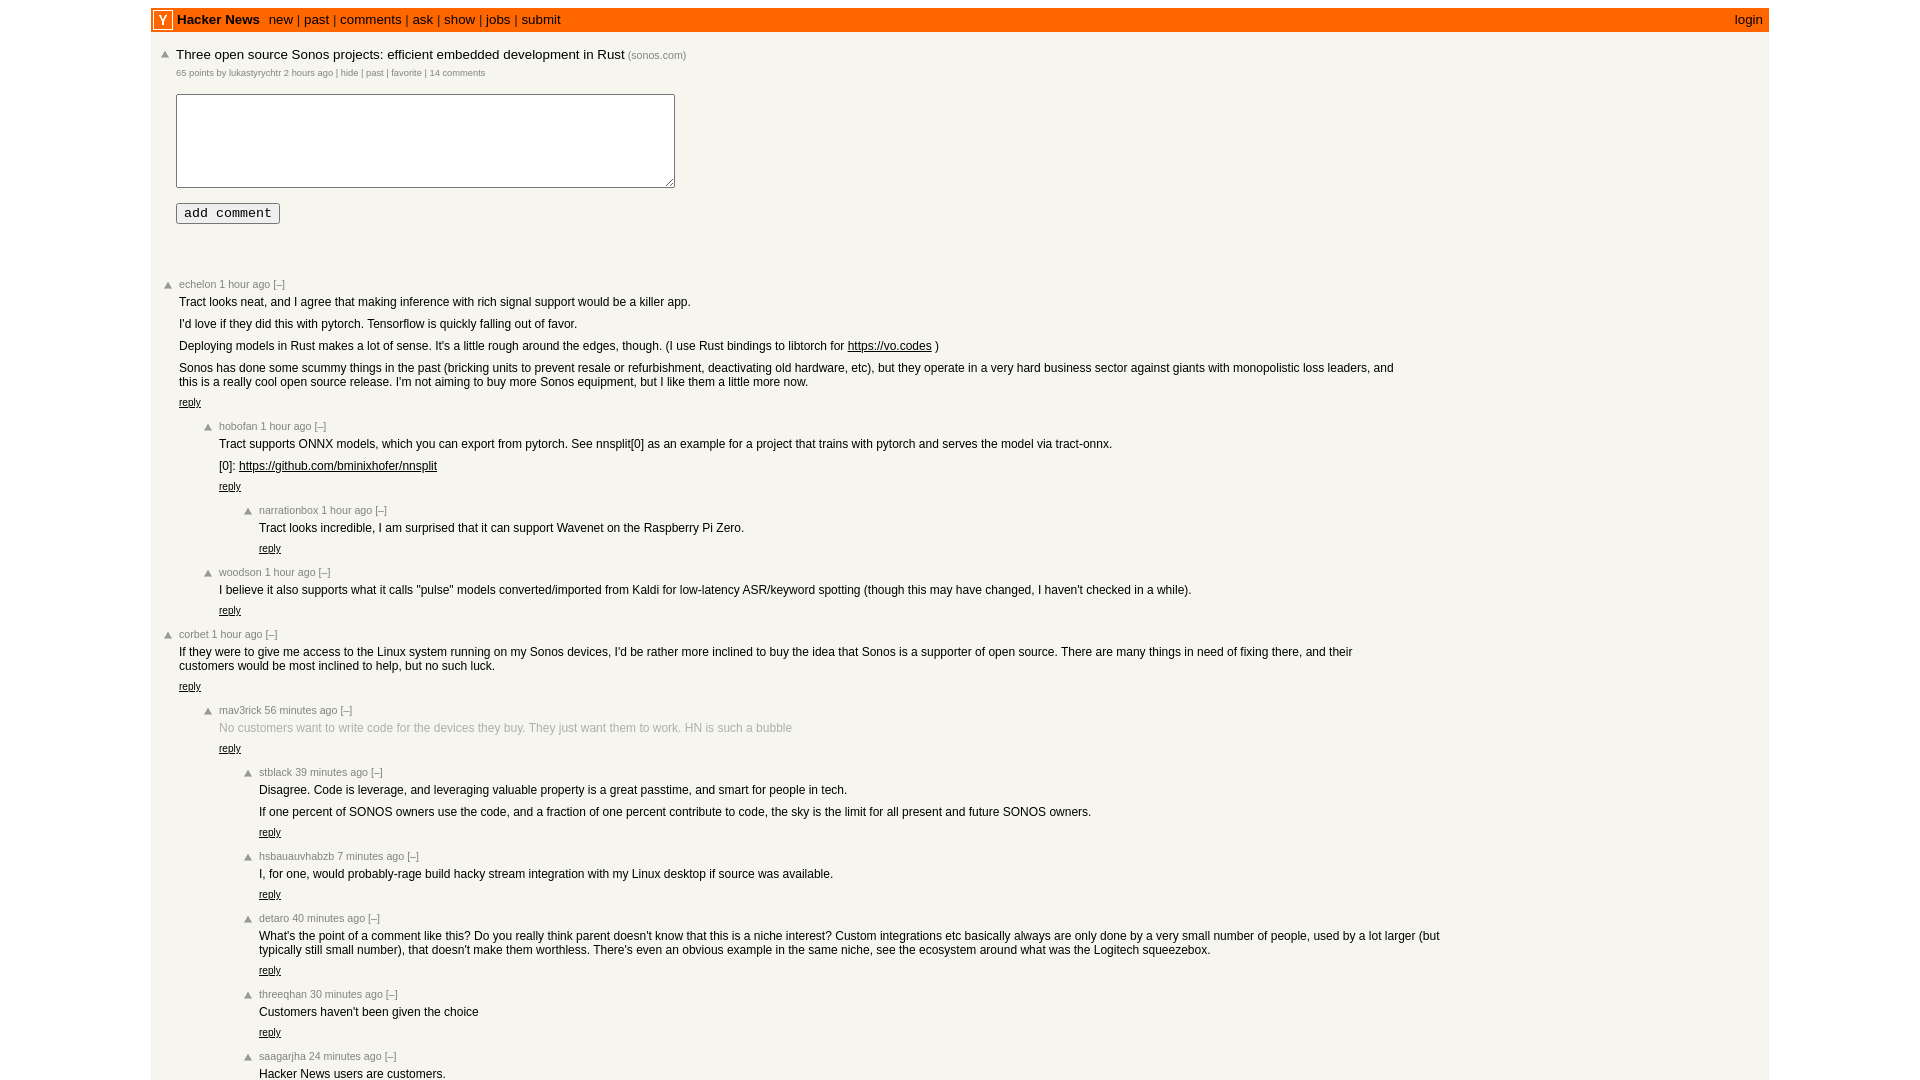 Y Hacker News new | past | comments | ask | show | jobs | submit login
Three open source Sonos projects: efficient embedded development in Rust (sonos.com)
65 points by lukastyrychtr 2 hours ago | hide | past | favorite | 14 comments
add comment
echelon 1 hour ago [–]
Tract looks neat, and I agree that making inference with rich signal support would be a killer app.
I'd love if they did this with pytorch. Tensorflow is quickly falling out of favor.
Deploying models in Rust makes a lot of sense. It's a little rough around the edges, though. (I use Rust bindings to libtorch for https://vo.codes )
Sonos has done some scummy things in the past (bricking units to prevent resale or refurbishment, deactivating old hardware, etc), but they operate in a very hard business sector against giants with monopolistic loss leaders, and
this is a really cool open source release. I'm not aiming to buy more Sonos equipment, but I like them a little more now.
reply
hobofan 1 hour ago [–]
Tract supports ONNX models, which you can export from pytorch. See nnsplit[0] as an example for a project that trains with pytorch and serves the model via tract-onnx.
[0]: https://github.com/bminixhofer/nnsplit
reply
narrationbox 1 hour ago [–]
Tract looks incredible, I am surprised that it can support Wavenet on the Raspberry Pi Zero.
reply
woodson 1 hour ago [–]
I believe it also supports what it calls "pulse" models converted/imported from Kaldi for low-latency ASR/keyword spotting (though this may have changed, I haven't checked in a while).
reply
corbet 1 hour ago [–]
If they were to give me access to the Linux system running on my Sonos devices, I'd be rather more inclined to buy the idea that Sonos is a supporter of open source. There are many things in need of fixing there, and their
customers would be most inclined to help, but no such luck.
reply
mav3rick 56 minutes ago [–]
No customers want to write code for the devices they buy. They just want them to work. HN is such a bubble
reply
stblack 39 minutes ago [–]
Disagree. Code is leverage, and leveraging valuable property is a great passtime, and smart for people in tech.
If one percent of SONOS owners use the code, and a fraction of one percent contribute to code, the sky is the limit for all present and future SONOS owners.
reply
hsbauauvhabzb 7 minutes ago [–]
I, for one, would probably-rage build hacky stream integration with my Linux desktop if source was available.
reply
detaro 40 minutes ago [–]
What's the point of a comment like this? Do you really think parent doesn't know that this is a niche interest? Custom integrations etc basically always are only done by a very small number of people, used by a lot larger (but
typically still small number), that doesn't make them worthless. There's even an obvious example in the same niche, see the ecosystem around what was the Logitech squeezebox.
reply
threeqhan 30 minutes ago [–]
Customers haven't been given the choice
reply
saagarjha 24 minutes ago [–]
Hacker News users are customers.